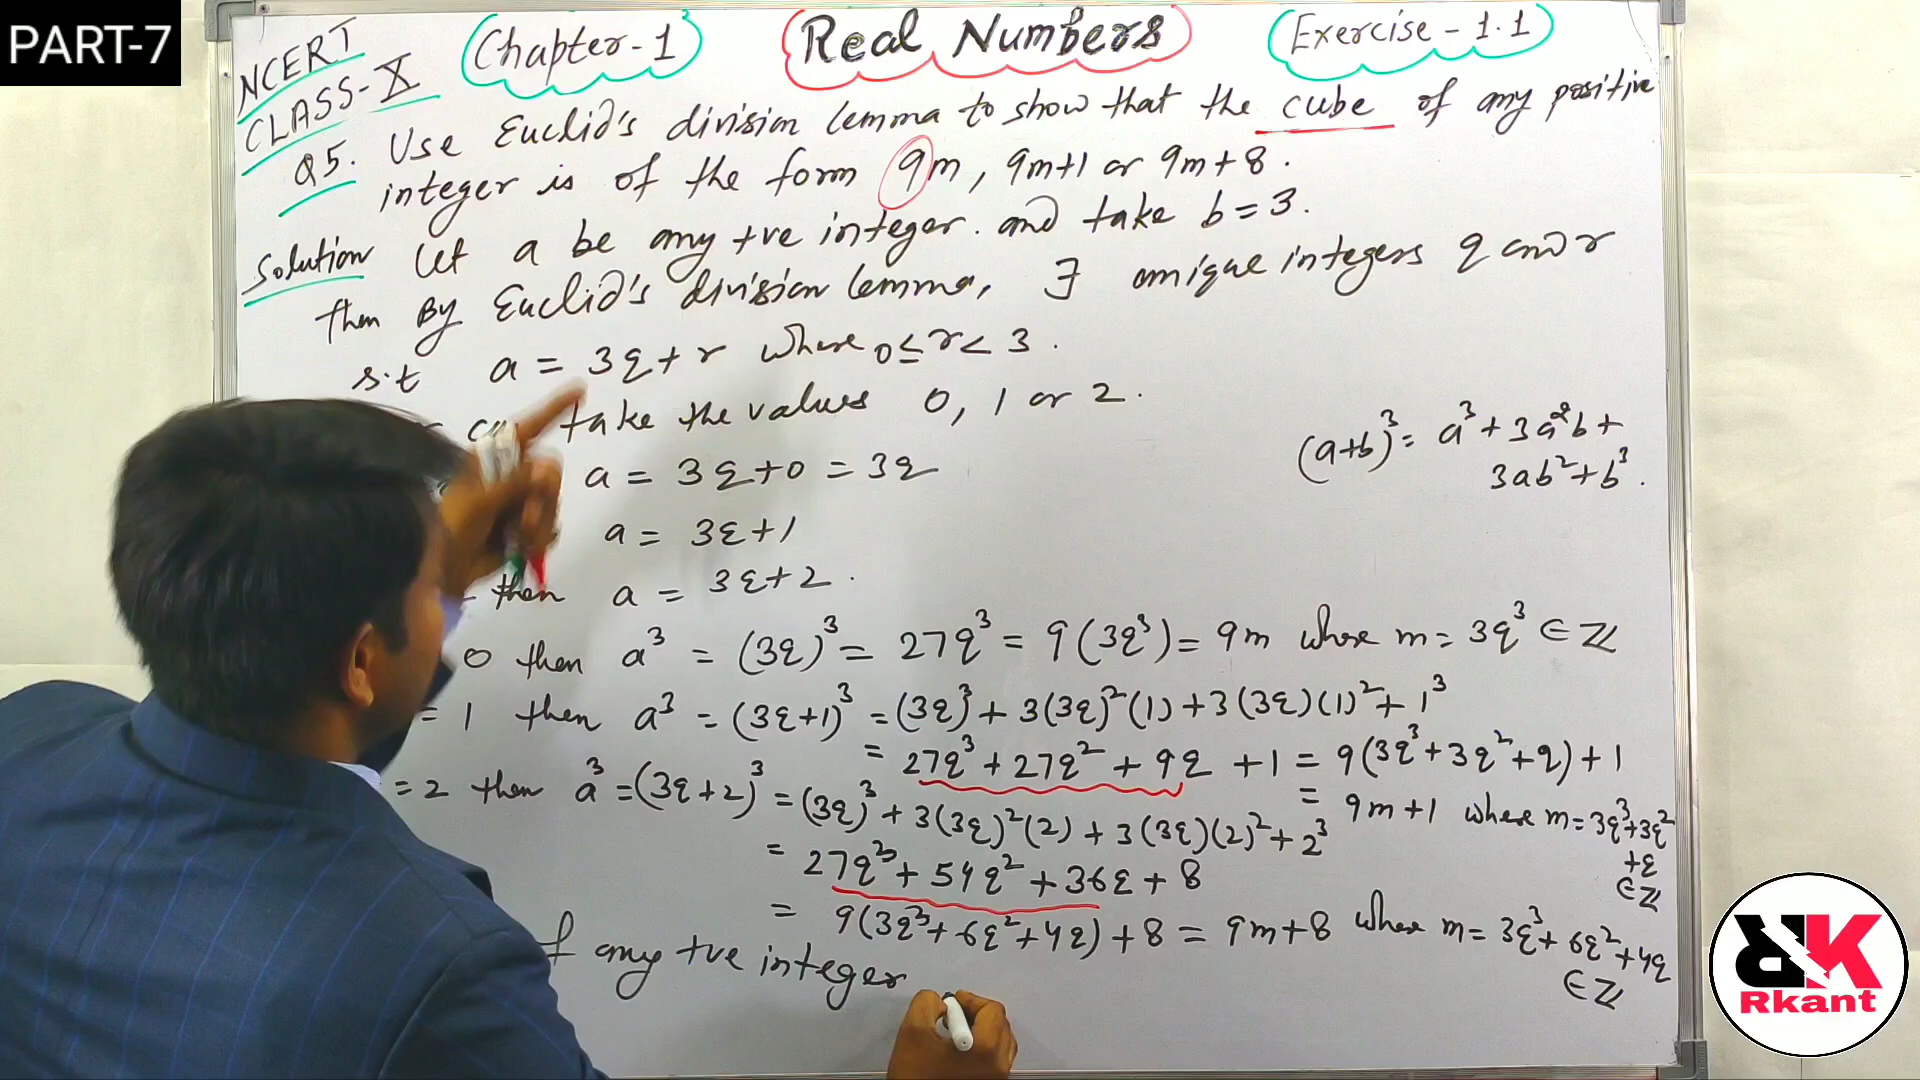 PART-7
NCERT
CLASS-X
Chapter-1
Real Numbers
Exercise-1.1
Q5. Use Euclid's division lemma to show that the cube of any positive
integer is of the form 9m, 9m+1 or 9m+8.
Solution Let a be any +ve integer. and take b=3.
then By Euclid's division lemma, ∃ unique integers q and r
s.t a = 3q+r where 0≤r<3.
take the values 0, 1 or 2.
a = 3q+0 = 3q
a = 3q+1
then a = 3q+2.
(a+b)³= a³+3a²b+
3ab²+b³.
0 then a³ = (3q)³= 27q³ = 9(3q³)= 9m where m= 3q³ ∈ Z
= 1 then a³ = (3q+1)³ = (3q)³+3(3q)²(1)+3(3q)(1)²+1³
= 27q³+27q²+9q+1 = 9(3q³+3q²+q)+1
= 9m+1 where m=3q³+3q²
+q
∈Z
=2 then a³=(3q+2)³ =(3q)³+3(3q)²(2)+3(3q)(2)²+2³
= 27q³+54q²+36q+8
= 9(3q³+6q²+4q)+8 = 9m+8 where m= 3q³+6q²+4q
∈Z
f any +ve integer
RK
Rkant